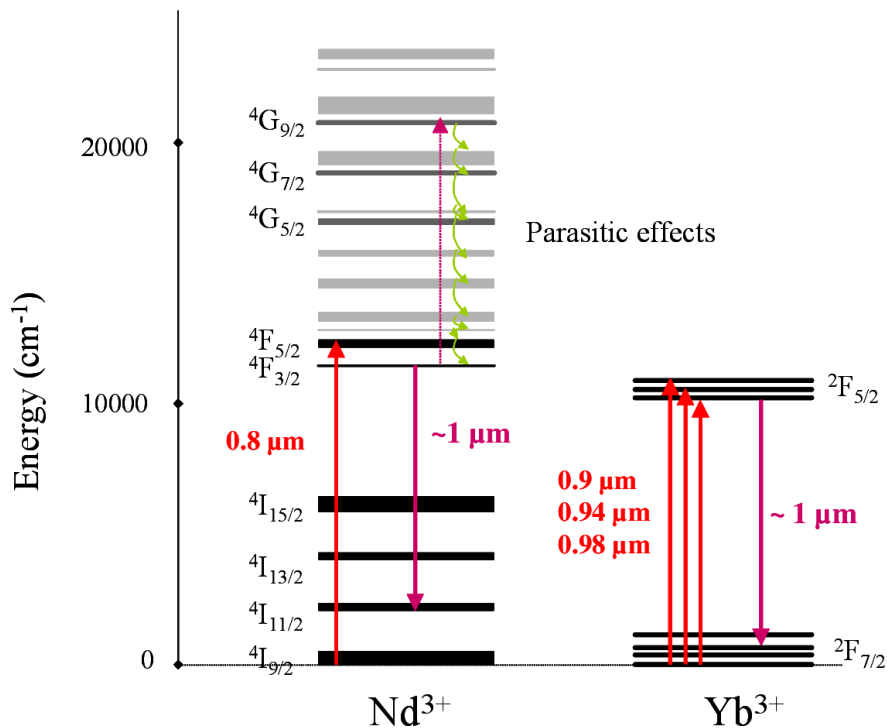 20000
10000
0
Energy (cm⁻¹)
⁴G₉/₂
⁴G₇/₂
⁴G₅/₂
⁴F₅/₂
⁴F₃/₂
⁴I₁₅/₂
⁴I₁₃/₂
⁴I₁₁/₂
⁴I₉/₂
0.8 µm
~1 µm
Parasitic effects
Nd³⁺
²F₅/₂
0.9 µm
0.94 µm
0.98 µm
~ 1 µm
²F₇/₂
Yb³⁺